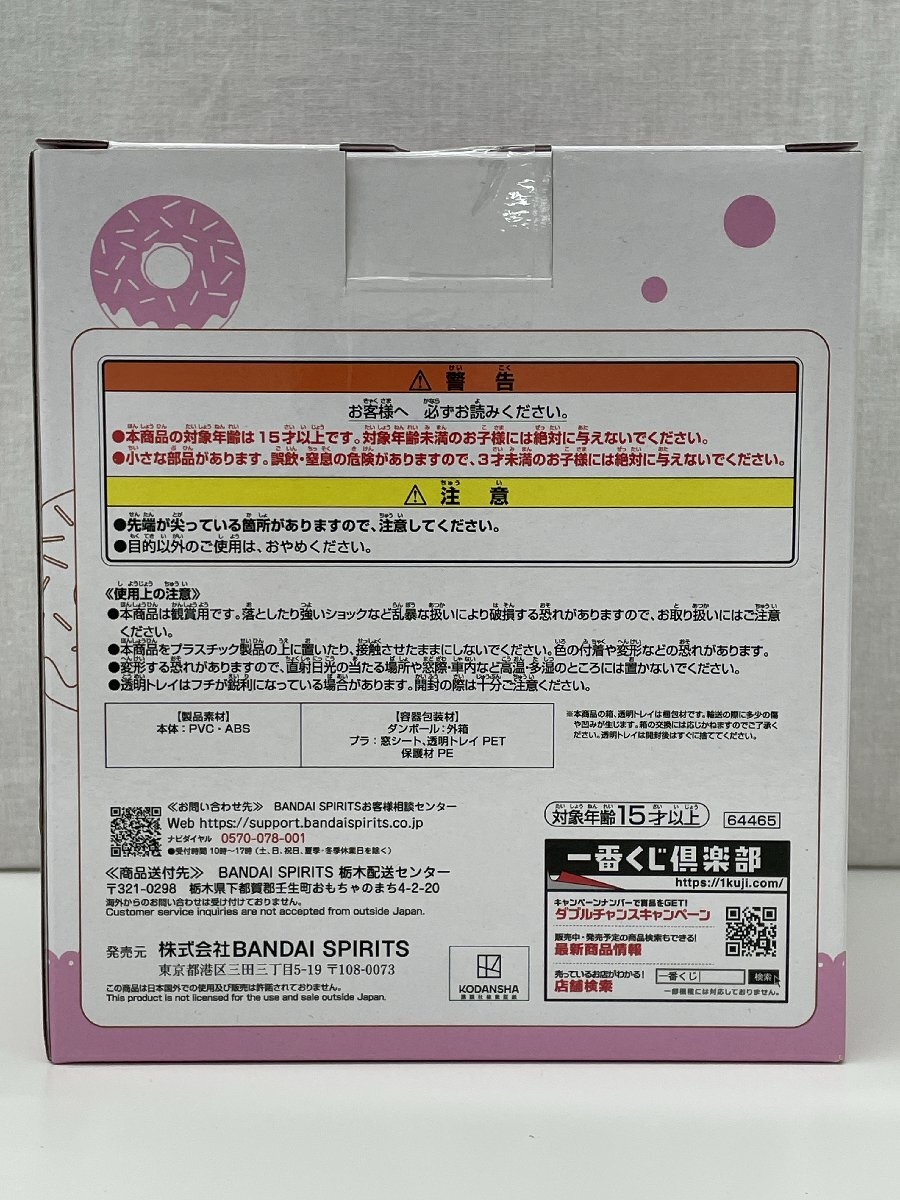 ⚠ 警告
お客様へ 必ずお読みください。
●本商品の対象年齢は15才以上です。対象年齢未満のお子様には絶対に与えないでください。
●小さな部品があります。誤飲・窒息の危険がありますので、3才未満のお子様には絶対に与えないでください。
⚠ 注意
●先端が尖っている箇所がありますので、注意してください。
●目的以外のご使用は、おやめください。
《使用上の注意》
●本商品は観賞用です。落としたり強いショックなど乱暴な扱いにより破損する恐れがありますので、お取り扱いにはご注意
ください。
●本商品をプラスチック製品の上に置いたり、接触させたままにしないでください。色の付着や変形などの恐れがあります。
●変形する恐れがありますので、直射日光の当たる場所や窓際・車内など高温・多湿のところには置かないでください。
●透明トレイはフチが鋭利になっている場合があります。開封の際は十分ご注意ください。
【製品素材】
本体:PVC・ABS
【容器包装材】
ダンボール:外箱
プラ:窓シート、透明トレイ PET
保護材 PE
※本商品の箱、透明トレイは梱包材です。輸送の際に多少の傷
や凹みが生じます。箱の交換には応じかねますのでご了承く
ださい。透明トレイは開封後はすぐに捨ててください。
≪お問い合わせ先≫ BANDAI SPIRITSお客様相談センター
Web https://support.bandaispirits.co.jp
ナビダイヤル 0570-078-001
●受付時間 10時〜17時(土、日、祝日、夏季・冬季休業日を除く)
≪商品送付先≫ BANDAI SPIRITS 栃木配送センター
〒321-0298 栃木県下都賀郡壬生町おもちゃのまち4-2-20
海外からのお問い合わせは受け付けておりません。
Customer service inquiries are not accepted from outside Japan.
発売元 株式会社BANDAI SPIRITS
東京都港区三田三丁目5-19 〒108-0073
この商品は日本国外での使用及び販売は許諾されておりません。
This product is not licensed for the use and sale outside Japan.
KODANSHA
対象年齢15才以上
64465
一番くじ倶楽部
https://1kuji.com/
キャンペーンナンバーで賞品をGET!
ダブルチャンスキャンペーン
販売中・発売予定の商品検索もできる!
最新商品情報
売っているお店がわかる!
店舗検索
一番くじ
検索
一部機種には対応しておりません。